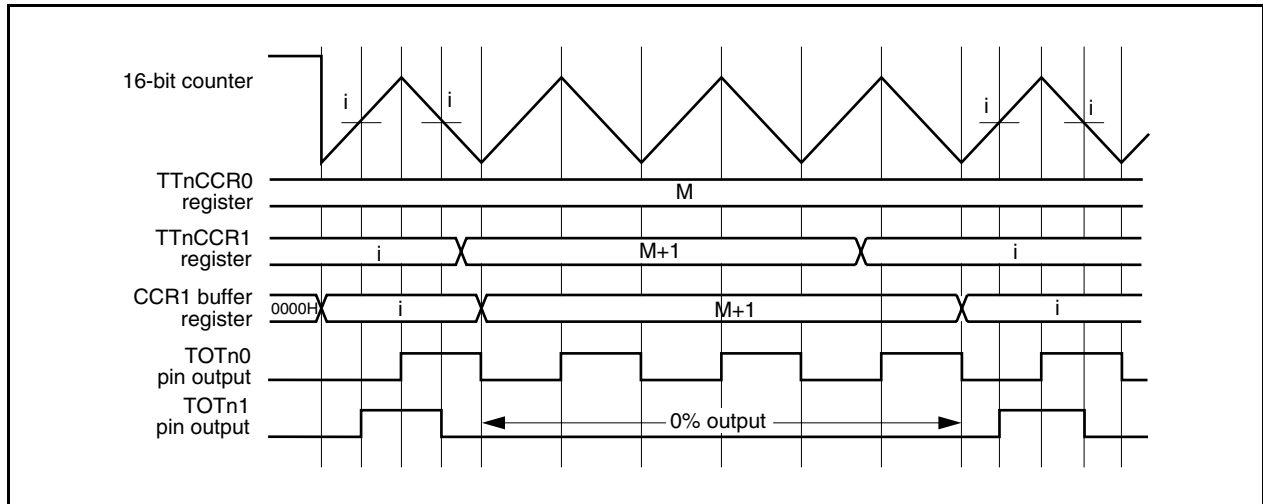 16-bit counter
i
i
i
i
TTnCCR0
register
M
TTnCCR1
register
i
M+1
i
CCR1 buffer
register
0000H
i
M+1
i
TOTn0
pin output
TOTn1
pin output
0% output